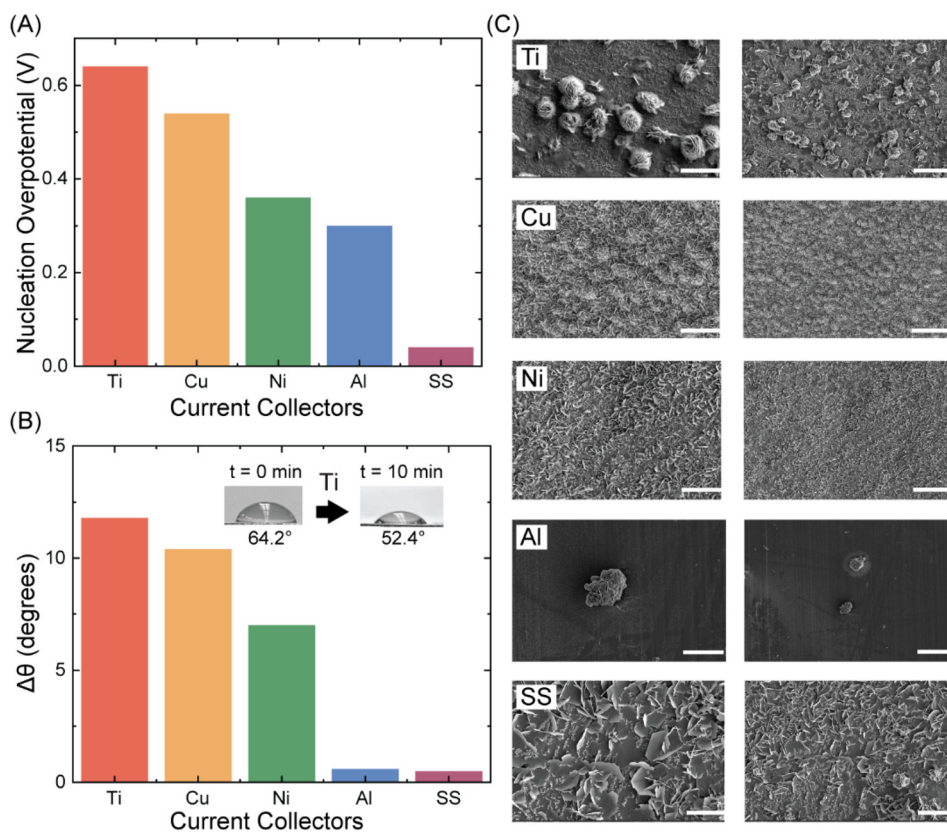 (A)
Nucleation Overpotential (V)
0.6
0.4
0.2
0.0
Ti Cu Ni Al SS
Current Collectors
(B)
Δθ (degrees)
15
10
5
0
t = 0 min Ti t = 10 min
64.2° 52.4°
Ti Cu Ni Al SS
Current Collectors
(C)
Ti
Cu
Ni
Al
SS